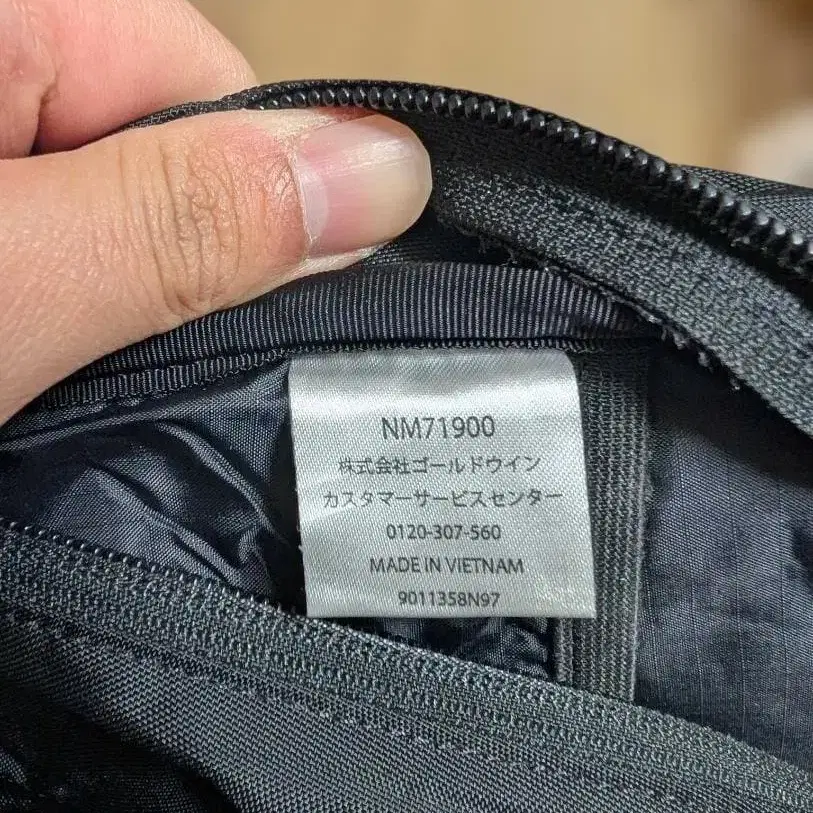 NM71900
株式会社ゴールドウイン
カスタマーサービスセンター
0120-307-560
MADE IN VIETNAM
9011358N97